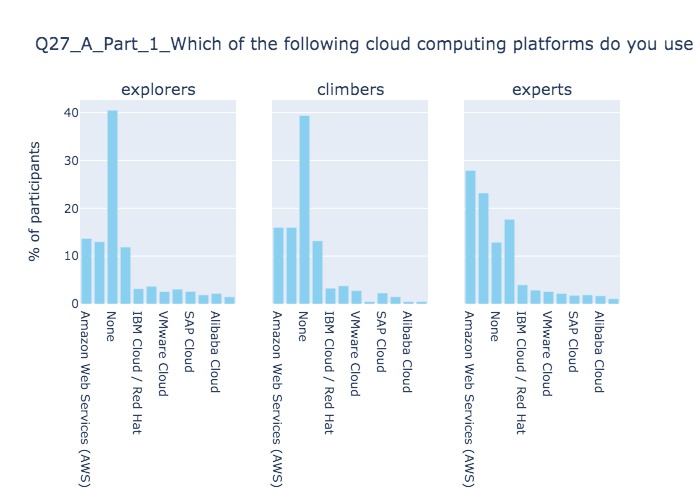 Q27_A_Part_1_Which of the following cloud computing platforms do you use
explorers
climbers
experts
% of participants
40
30
20
10
0
Amazon Web Services (AWS)
None
IBM Cloud / Red Hat
VMware Cloud
SAP Cloud
Alibaba Cloud
Amazon Web Services (AWS)
None
IBM Cloud / Red Hat
VMware Cloud
SAP Cloud
Alibaba Cloud
Amazon Web Services (AWS)
None
IBM Cloud / Red Hat
VMware Cloud
SAP Cloud
Alibaba Cloud